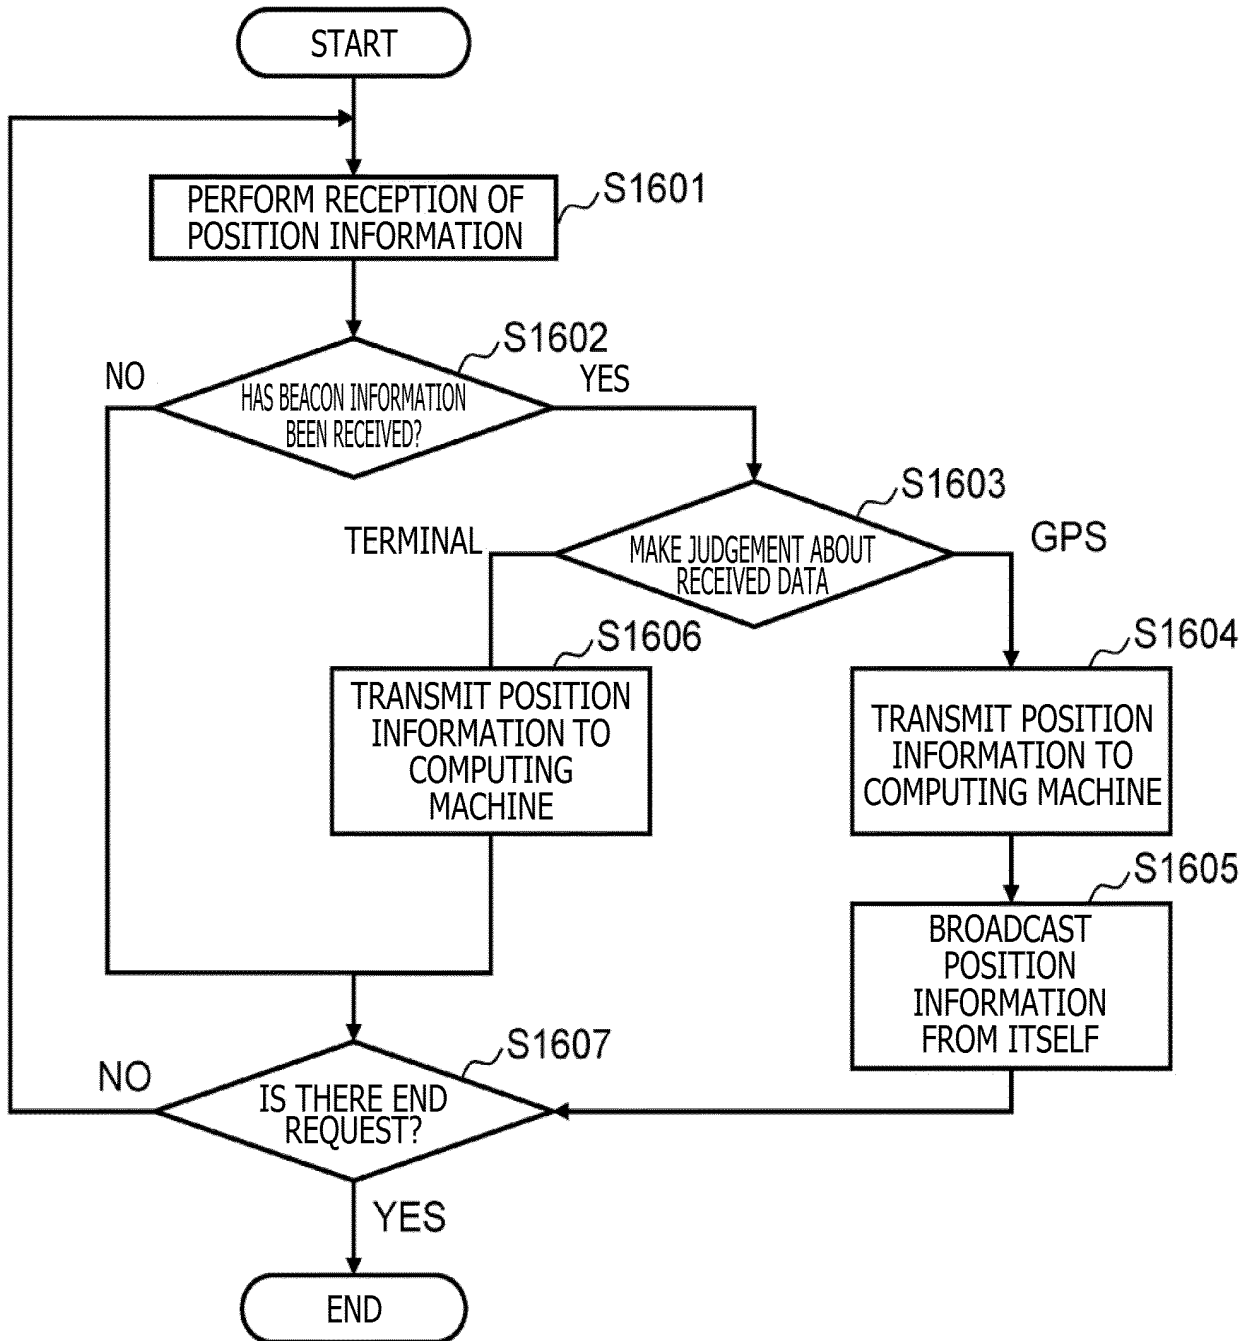 START
PERFORM RECEPTION OF
POSITION INFORMATION
S1601
S1602
NO
YES
HAS BEACON INFORMATION
BEEN RECEIVED?
S1603
TERMINAL
GPS
MAKE JUDGEMENT ABOUT
RECEIVED DATA
S1606
TRANSMIT POSITION
INFORMATION TO
COMPUTING
MACHINE
S1604
TRANSMIT POSITION
INFORMATION TO
COMPUTING MACHINE
S1605
BROADCAST
POSITION
INFORMATION
FROM ITSELF
S1607
NO
IS THERE END
REQUEST?
YES
END